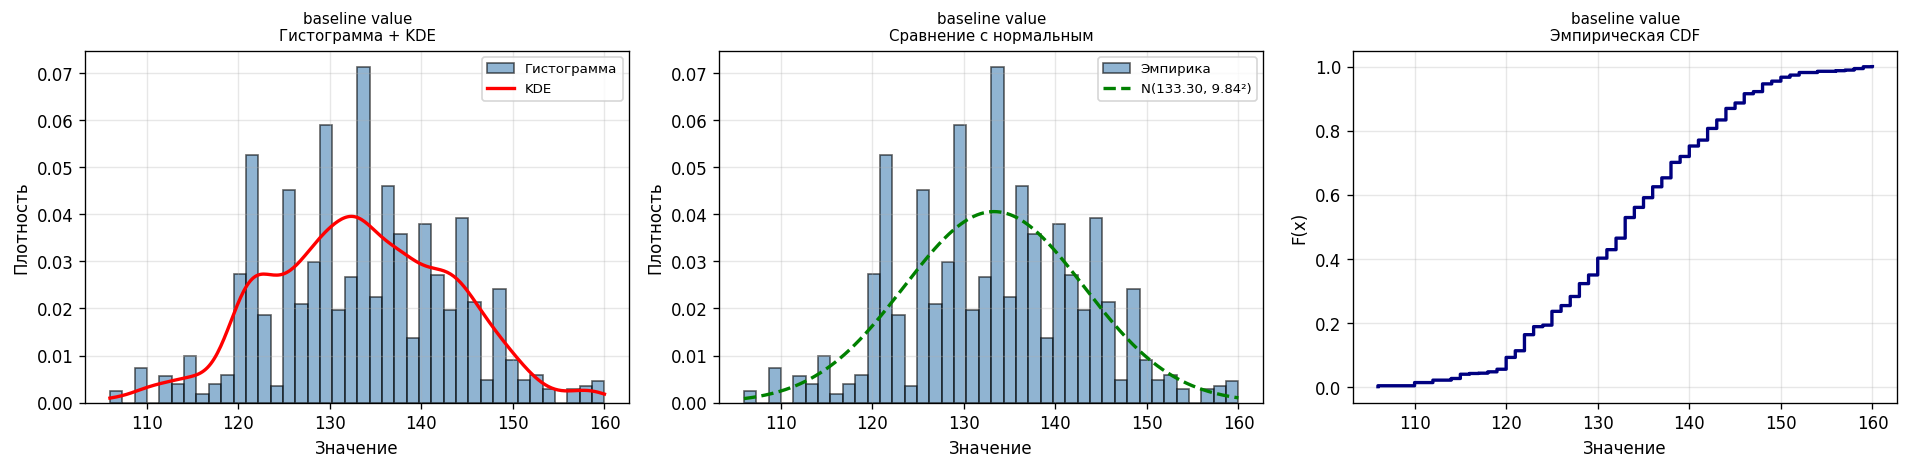 baseline value
Гистограмма + KDE
Плотность
0.07
0.06
0.05
0.04
0.03
0.02
0.01
0.00
110 120 130 140 150 160
Значение
Гистограмма
KDE
baseline value
Сравнение с нормальным
Плотность
0.07
0.06
0.05
0.04
0.03
0.02
0.01
0.00
110 120 130 140 150 160
Значение
Эмпирика
N(133.30, 9.84²)
baseline value
Эмпирическая CDF
F(x)
1.0
0.8
0.6
0.4
0.2
0.0
110 120 130 140 150 160
Значение